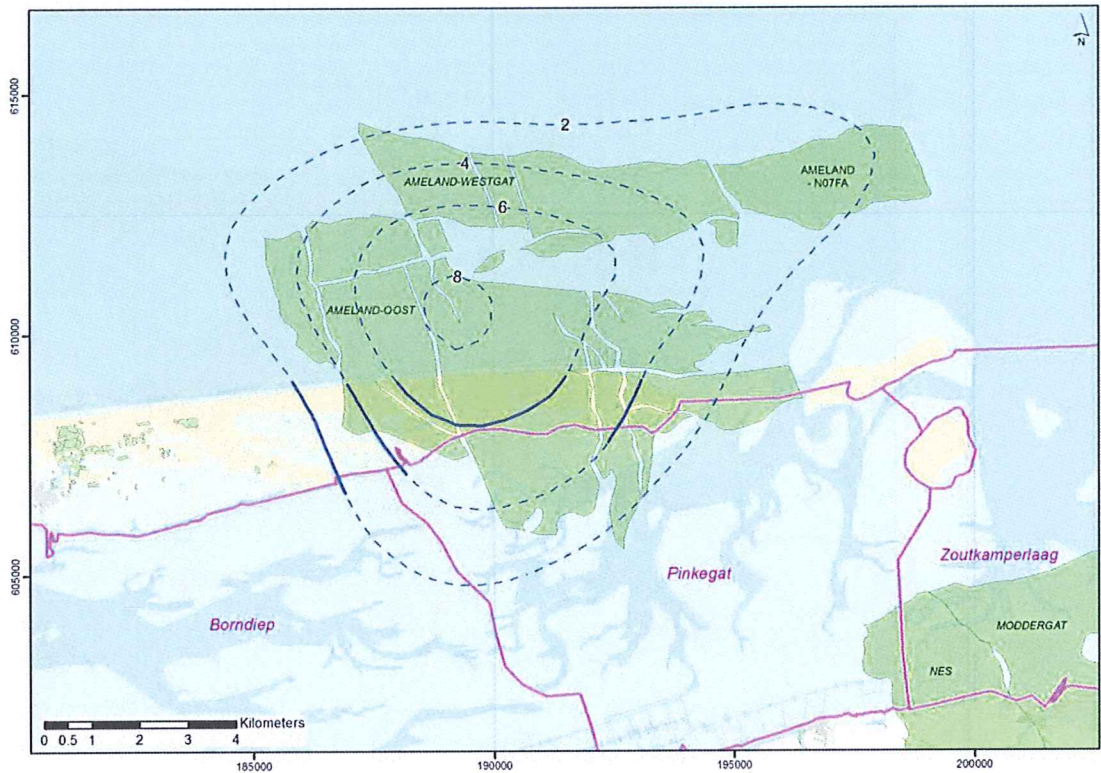 N
615000
2
4
AMELAND-WESTGAT
AMELAND
- N07FA
6
8
AMELAND-OOST
610000
605000
Borndiep
Pinkegat
Zoutkamperlaag
MODDERGAT
NES
Kilometers
0 0.5 1 2 3 4
185000 190000 195000 200000